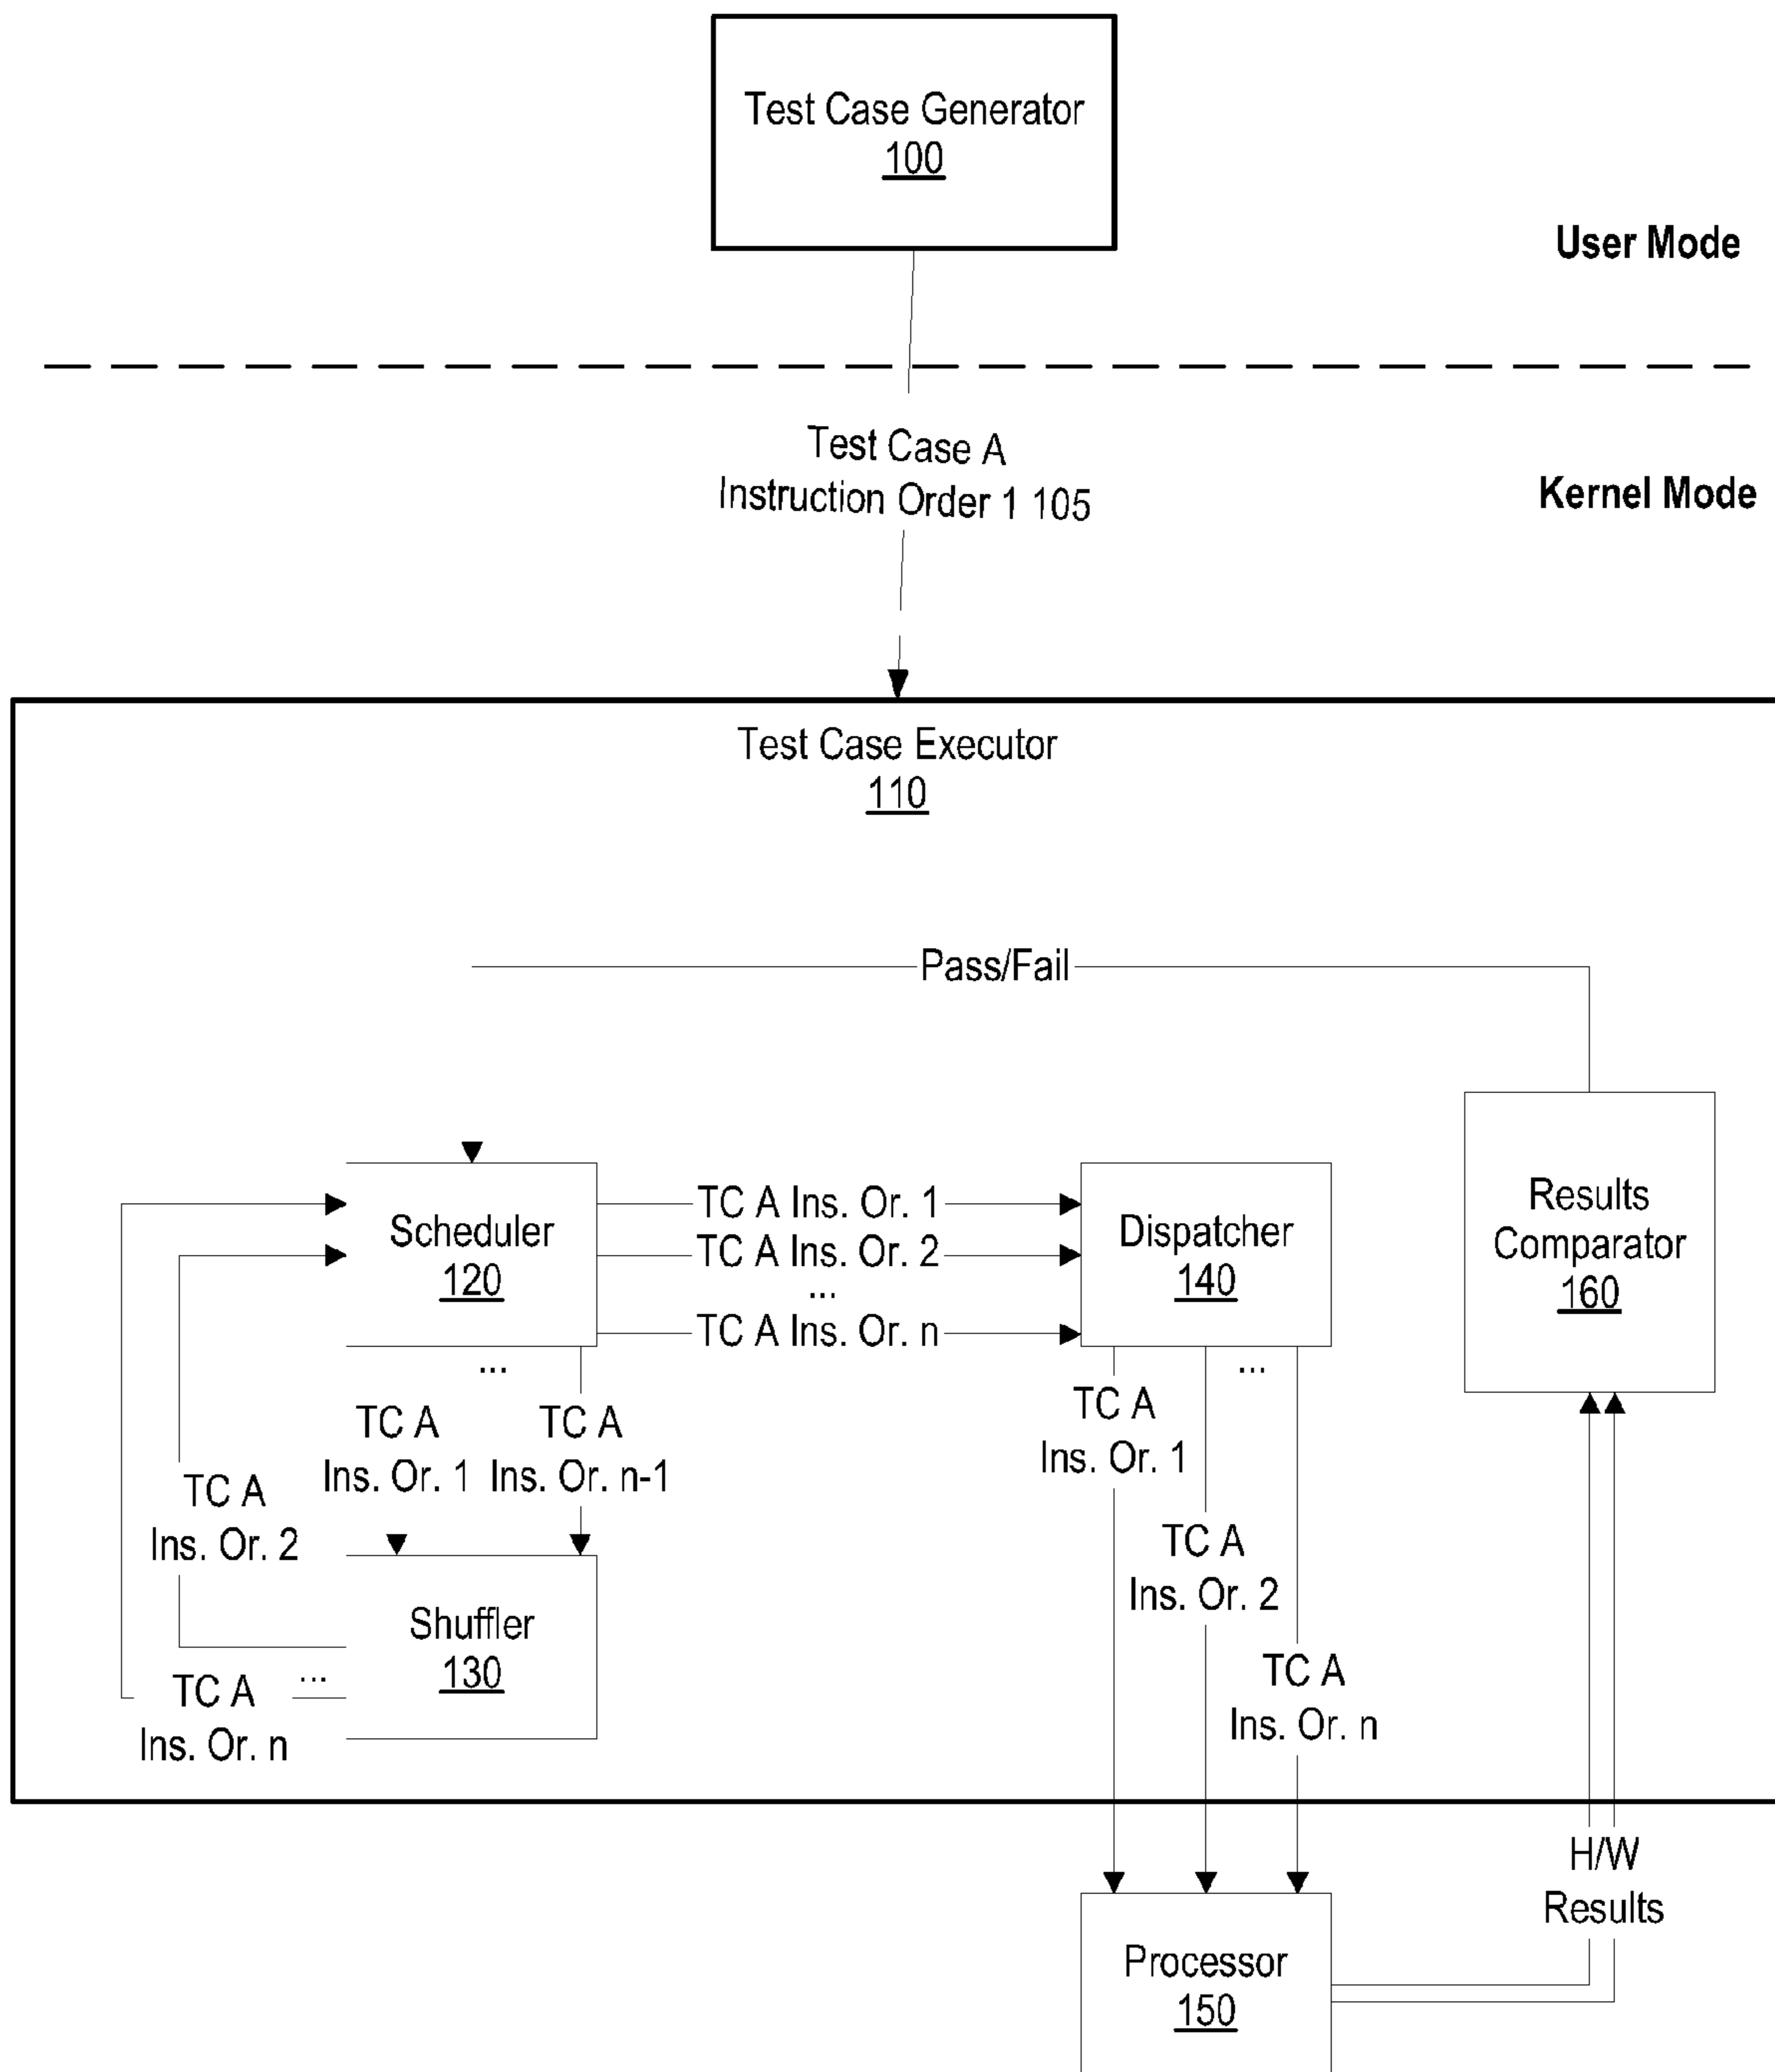 Test Case Generator
100
User Mode
Test Case A
Instruction Order 1 105
Kernel Mode
Test Case Executor
110
Pass/Fail
Scheduler
120
TC A Ins. Or. 1
TC A Ins. Or. 2
...
TC A Ins. Or. n
Dispatcher
140
Results
Comparator
160
...
TC A
Ins. Or. 1
TC A
Ins. Or. n-1
TC A
Ins. Or. 2
...
TC A
Ins. Or. n
Shuffler
130
...
TC A
Ins. Or. 1
TC A
Ins. Or. 2
TC A
Ins. Or. n
H/W
Results
Processor
150